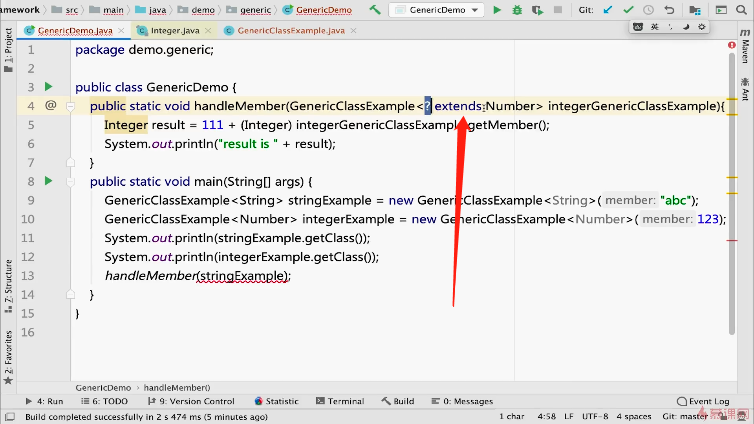 amework
src
main
java
demo
generic
GenericDemo
GenericDemo
Git:
GenericDemo.java
Integer.java
GenericClassExample.java
英
1: Project
Maven
Ant
Z: Structure
2: Favorites
1 package demo.generic;
2
3 public class GenericDemo {
4 @ public static void handleMember(GenericClassExample<? extends Number> integerGenericClassExample){
5 Integer result = 111 + (Integer) integerGenericClassExample.getMember();
6 System.out.println("result is " + result);
7 }
8 public static void main(String[] args) {
9 GenericClassExample<String> stringExample = new GenericClassExample<String>( member: "abc");
10 GenericClassExample<Number> integerExample = new GenericClassExample<Number>( member: 123);
11 System.out.println(stringExample.getClass());
12 System.out.println(integerExample.getClass());
13 handleMember(stringExample);
14 }
15 }
16
GenericDemo
handleMember()
4: Run
6: TODO
9: Version Control
Statistic
Terminal
Build
0: Messages
Event Log
Build completed successfully in 2 s 474 ms (5 minutes ago)
1 char
4:58
LF
UTF-8
4 spaces
Git: master
慕课网